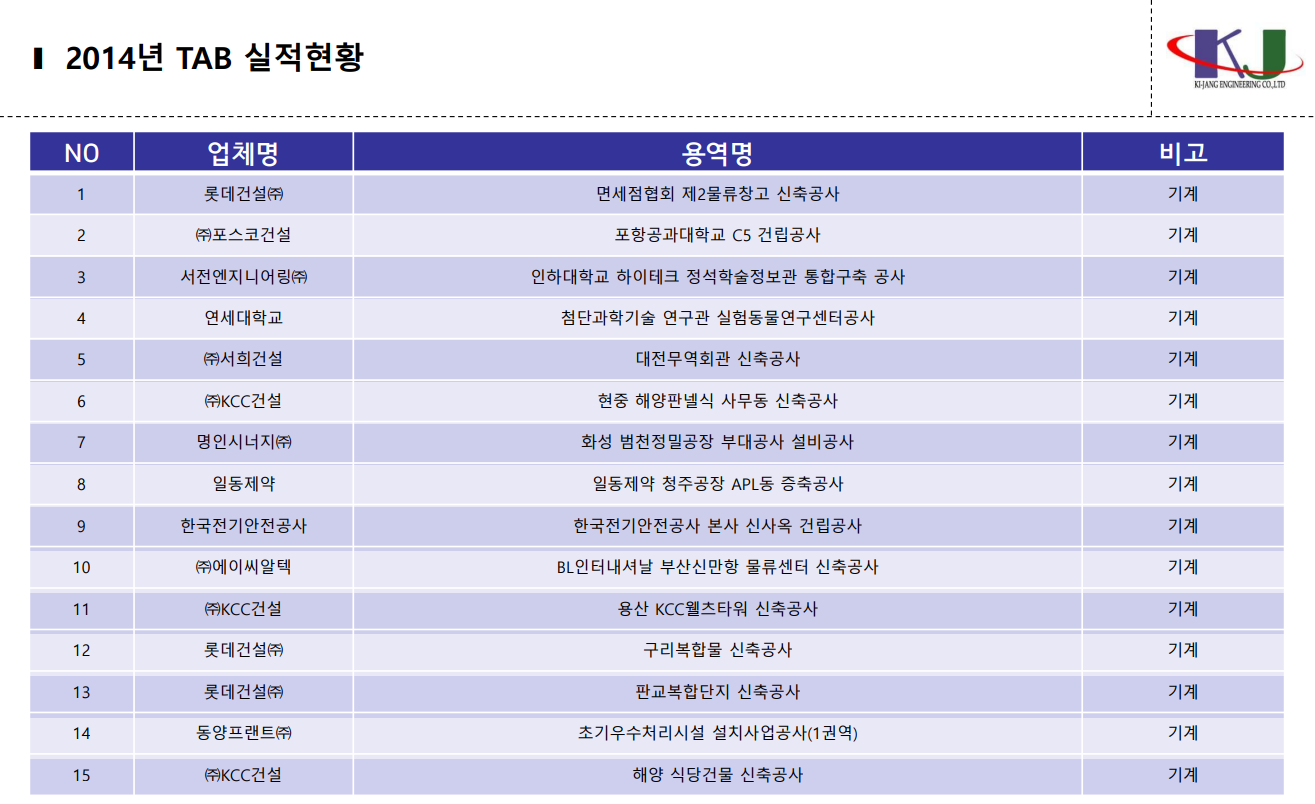 2014년 TAB 실적현황
KJ
KI-JANG ENGINEERING CO.,LTD
NO 업체명 용역명 비고
1 롯데건설㈜ 면세점협회 제2물류창고 신축공사 기계
2 ㈜포스코건설 포항공과대학교 C5 건립공사 기계
3 서전엔지니어링㈜ 인하대학교 하이테크 정석학술정보관 통합구축 공사 기계
4 연세대학교 첨단과학기술 연구관 실험동물연구센터공사 기계
5 ㈜서희건설 대전무역회관 신축공사 기계
6 ㈜KCC건설 현중 해양판넬식 사무동 신축공사 기계
7 명인시너지㈜ 화성 범천정밀공장 부대공사 설비공사 기계
8 일동제약 일동제약 청주공장 APL동 증축공사 기계
9 한국전기안전공사 한국전기안전공사 본사 신사옥 건립공사 기계
10 ㈜에이씨알텍 BL인터내셔날 부산신만항 물류센터 신축공사 기계
11 ㈜KCC건설 용산 KCC웰츠타워 신축공사 기계
12 롯데건설㈜ 구리복합물 신축공사 기계
13 롯데건설㈜ 판교복합단지 신축공사 기계
14 동양프랜트㈜ 초기우수처리시설 설치사업공사(1권역) 기계
15 ㈜KCC건설 해양 식당건물 신축공사 기계